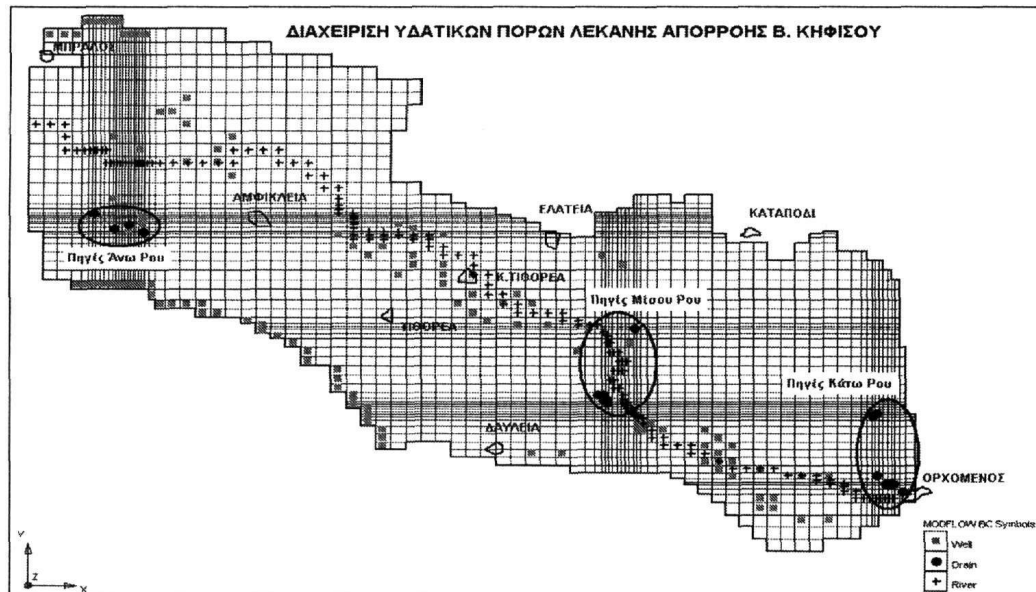 ΔΙΑΧΕΙΡΙΣΗ ΥΔΑΤΙΚΩΝ ΠΟΡΩΝ ΛΕΚΑΝΗΣ ΑΠΟΡΡΟΗΣ Β. ΚΗΦΙΣΟΥ
ΜΠΡΑΛΟΣ
ΑΜΦΙΚΛΕΙΑ
ΕΛΑΤΕΙΑ
ΚΑΤΑΠΟΔΙ
Πηγές Άνω Ρου
Κ.ΤΙΘΟΡΕΑ
Πηγές Μέσου Ρου
ΤΙΘΟΡΕΑ
Πηγές Κάτω Ρου
ΔΑΥΛΕΙΑ
ΟΡΧΟΜΕΝΟΣ
MODFLOW BC Symbols
Well
Drain
River
Y
Z
X